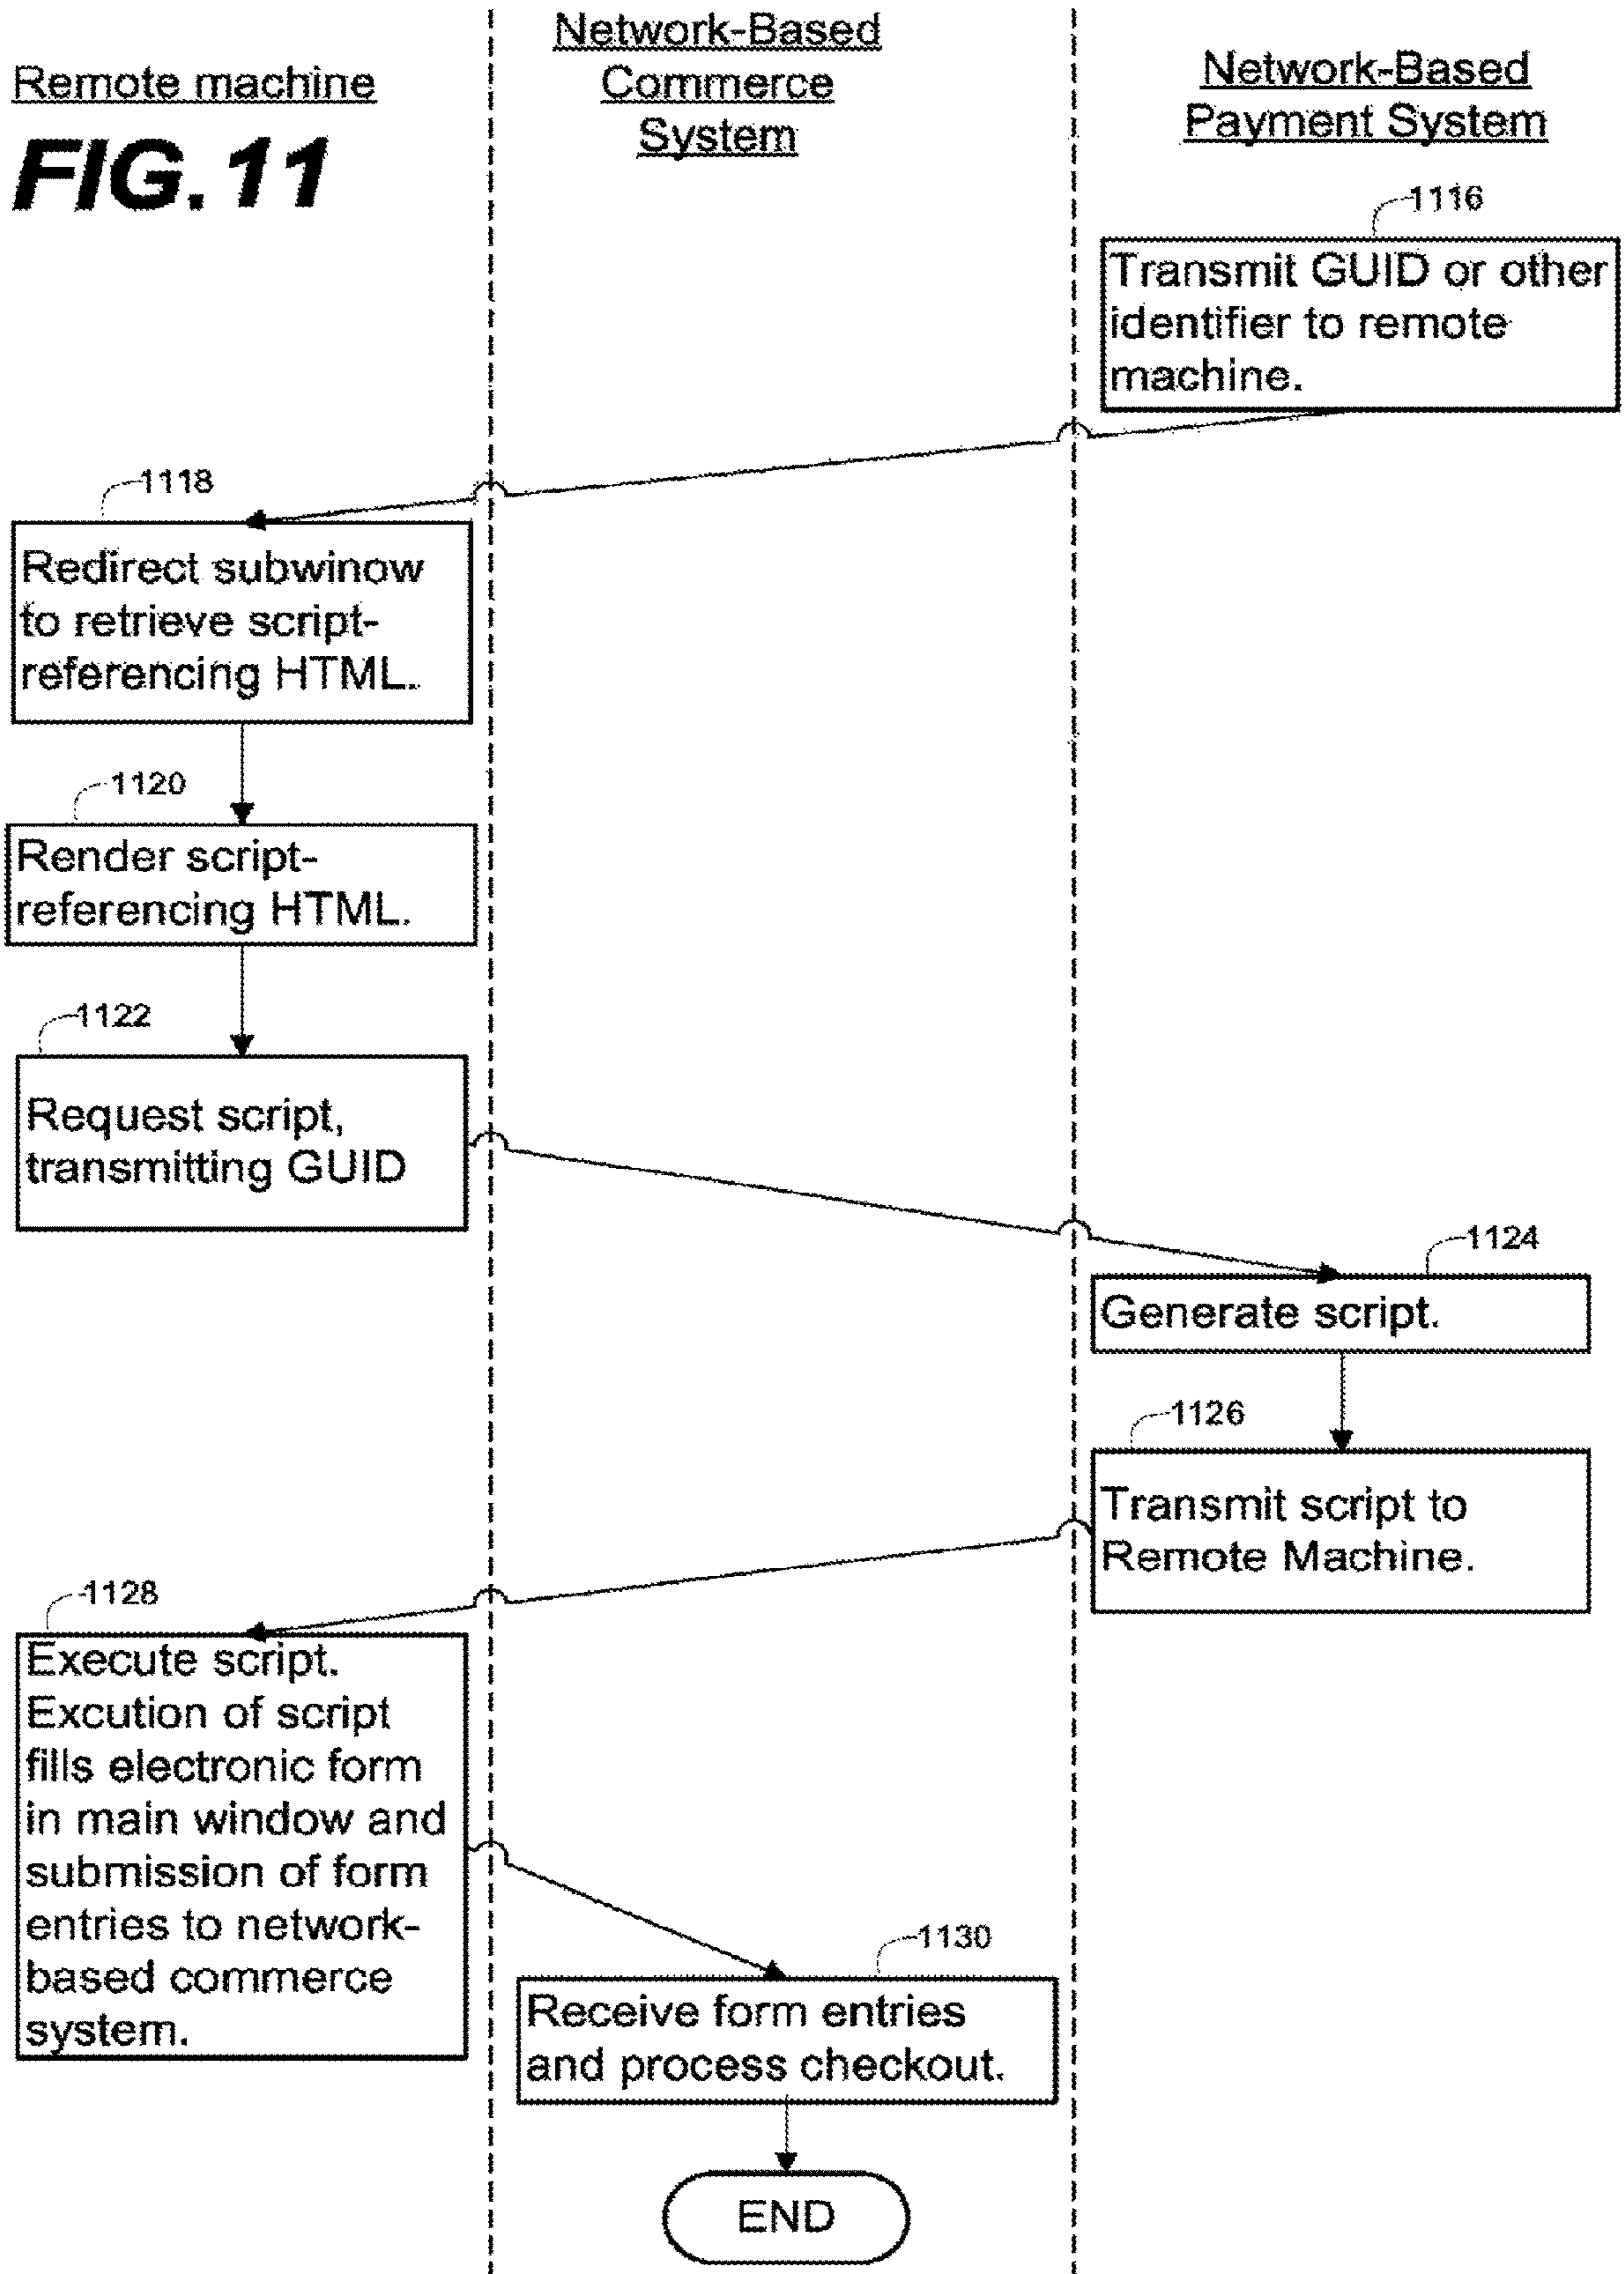 Remote machine
FIG. 11
Network-Based
Commerce
System
Network-Based
Payment System
1116
Transmit GUID or other
identifier to remote
machine.
1118
Redirect subwinow
to retrieve script-
referencing HTML.
1120
Render script-
referencing HTML.
1122
Request script,
transmitting GUID
1124
Generate script.
1126
Transmit script to
Remote Machine.
1128
Execute script.
Excution of script
fills electronic form
in main window and
submission of form
entries to network-
based commerce
system.
1130
Receive form entries
and process checkout.
END